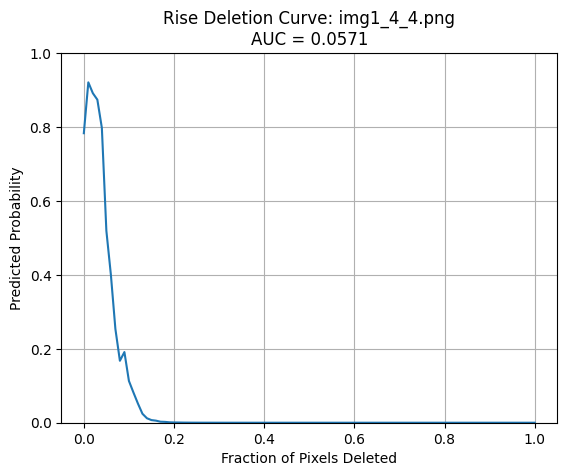 Rise Deletion Curve: img1_4_4.png
AUC = 0.0571
1.0
0.8
0.6
0.4
0.2
0.0
Predicted Probability
0.0 0.2 0.4 0.6 0.8 1.0
Fraction of Pixels Deleted